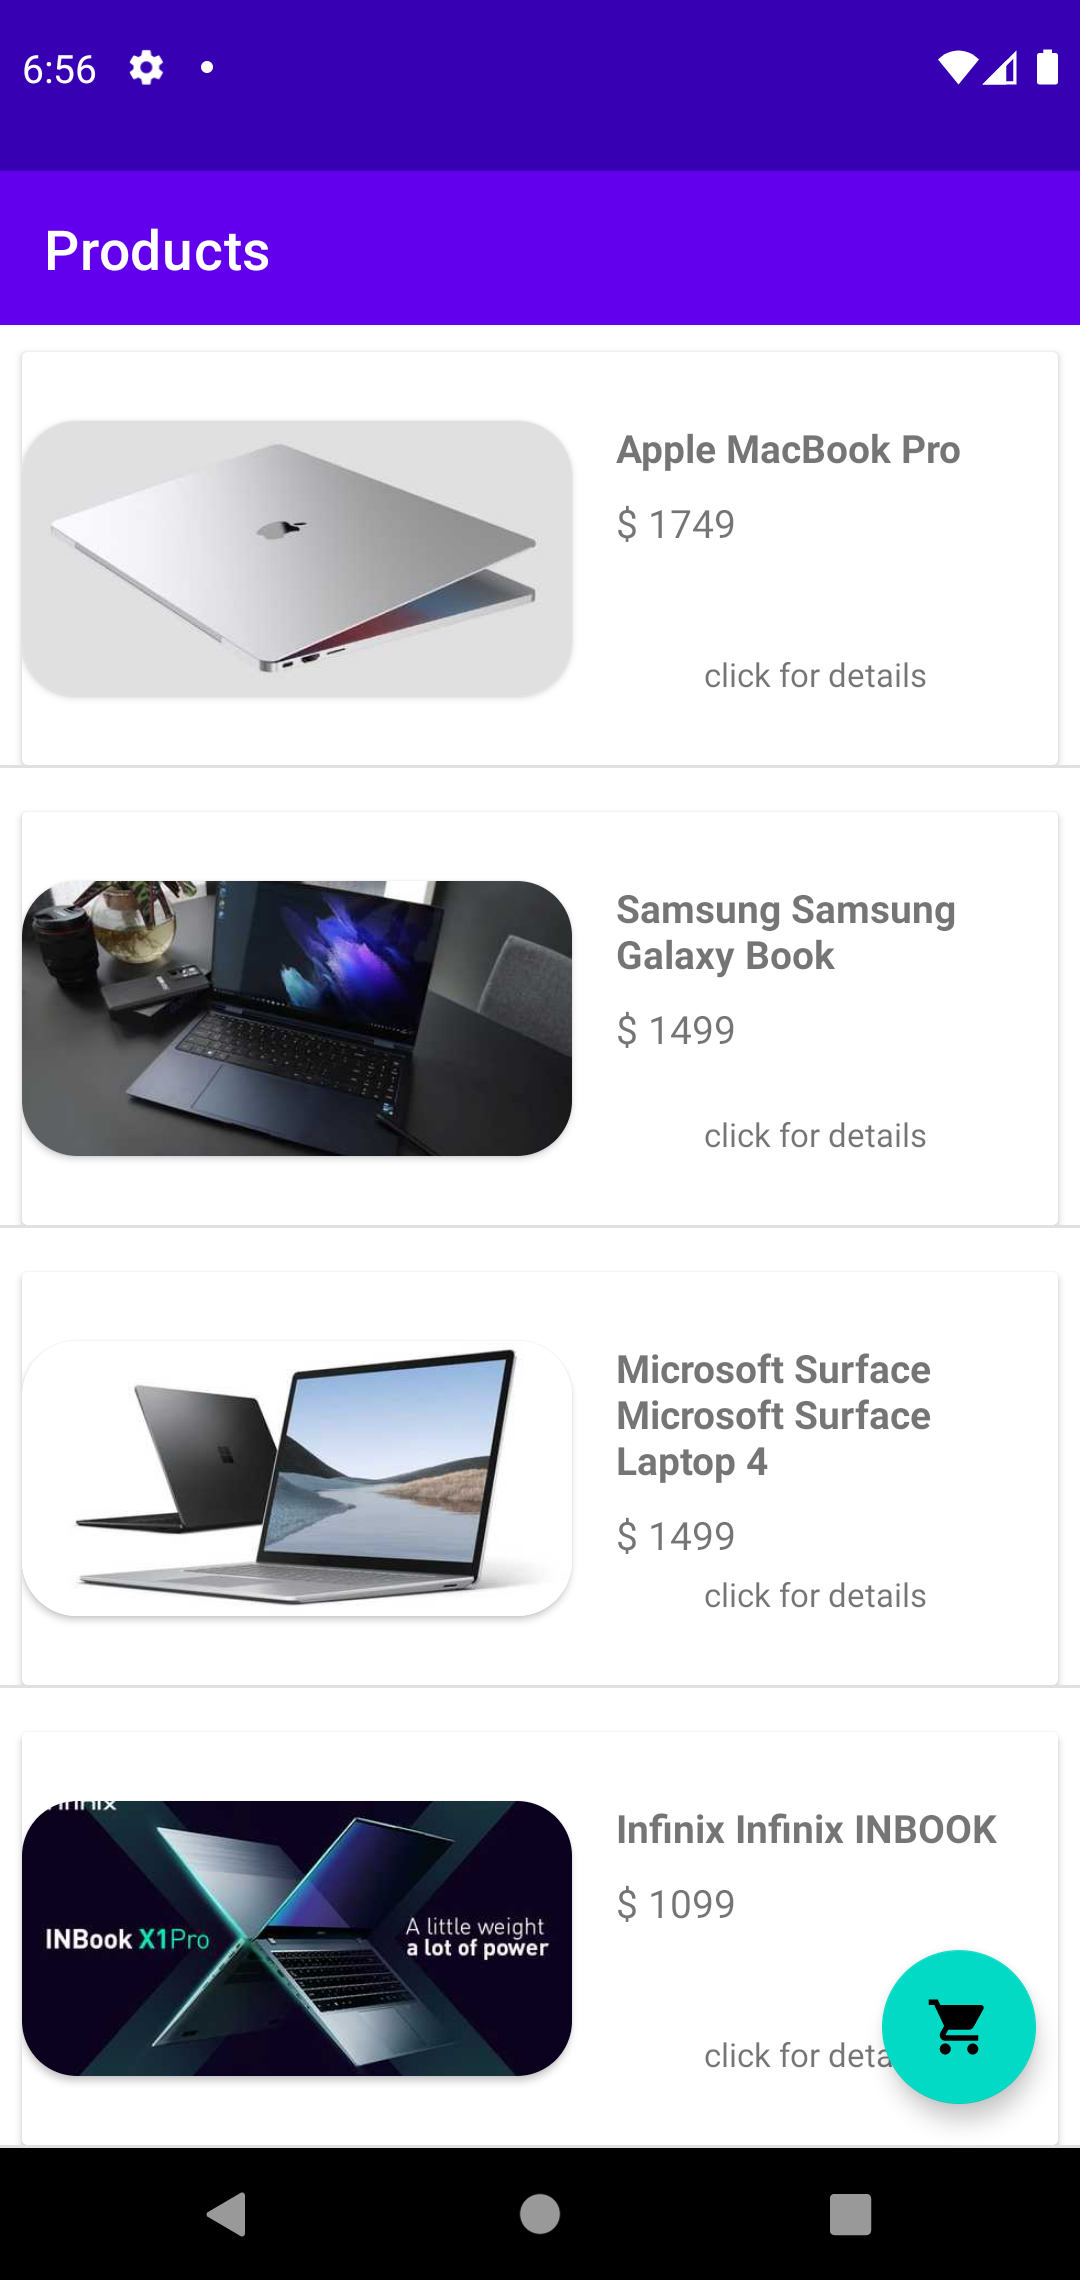 6:56
Products
Apple MacBook Pro
$ 1749
click for details
Samsung Samsung
Galaxy Book
$ 1499
click for details
Microsoft Surface
Microsoft Surface
Laptop 4
$ 1499
click for details
Infinix Infinix INBOOK
$ 1099
INBook X1Pro
A little weight
a lot of power
click for deta